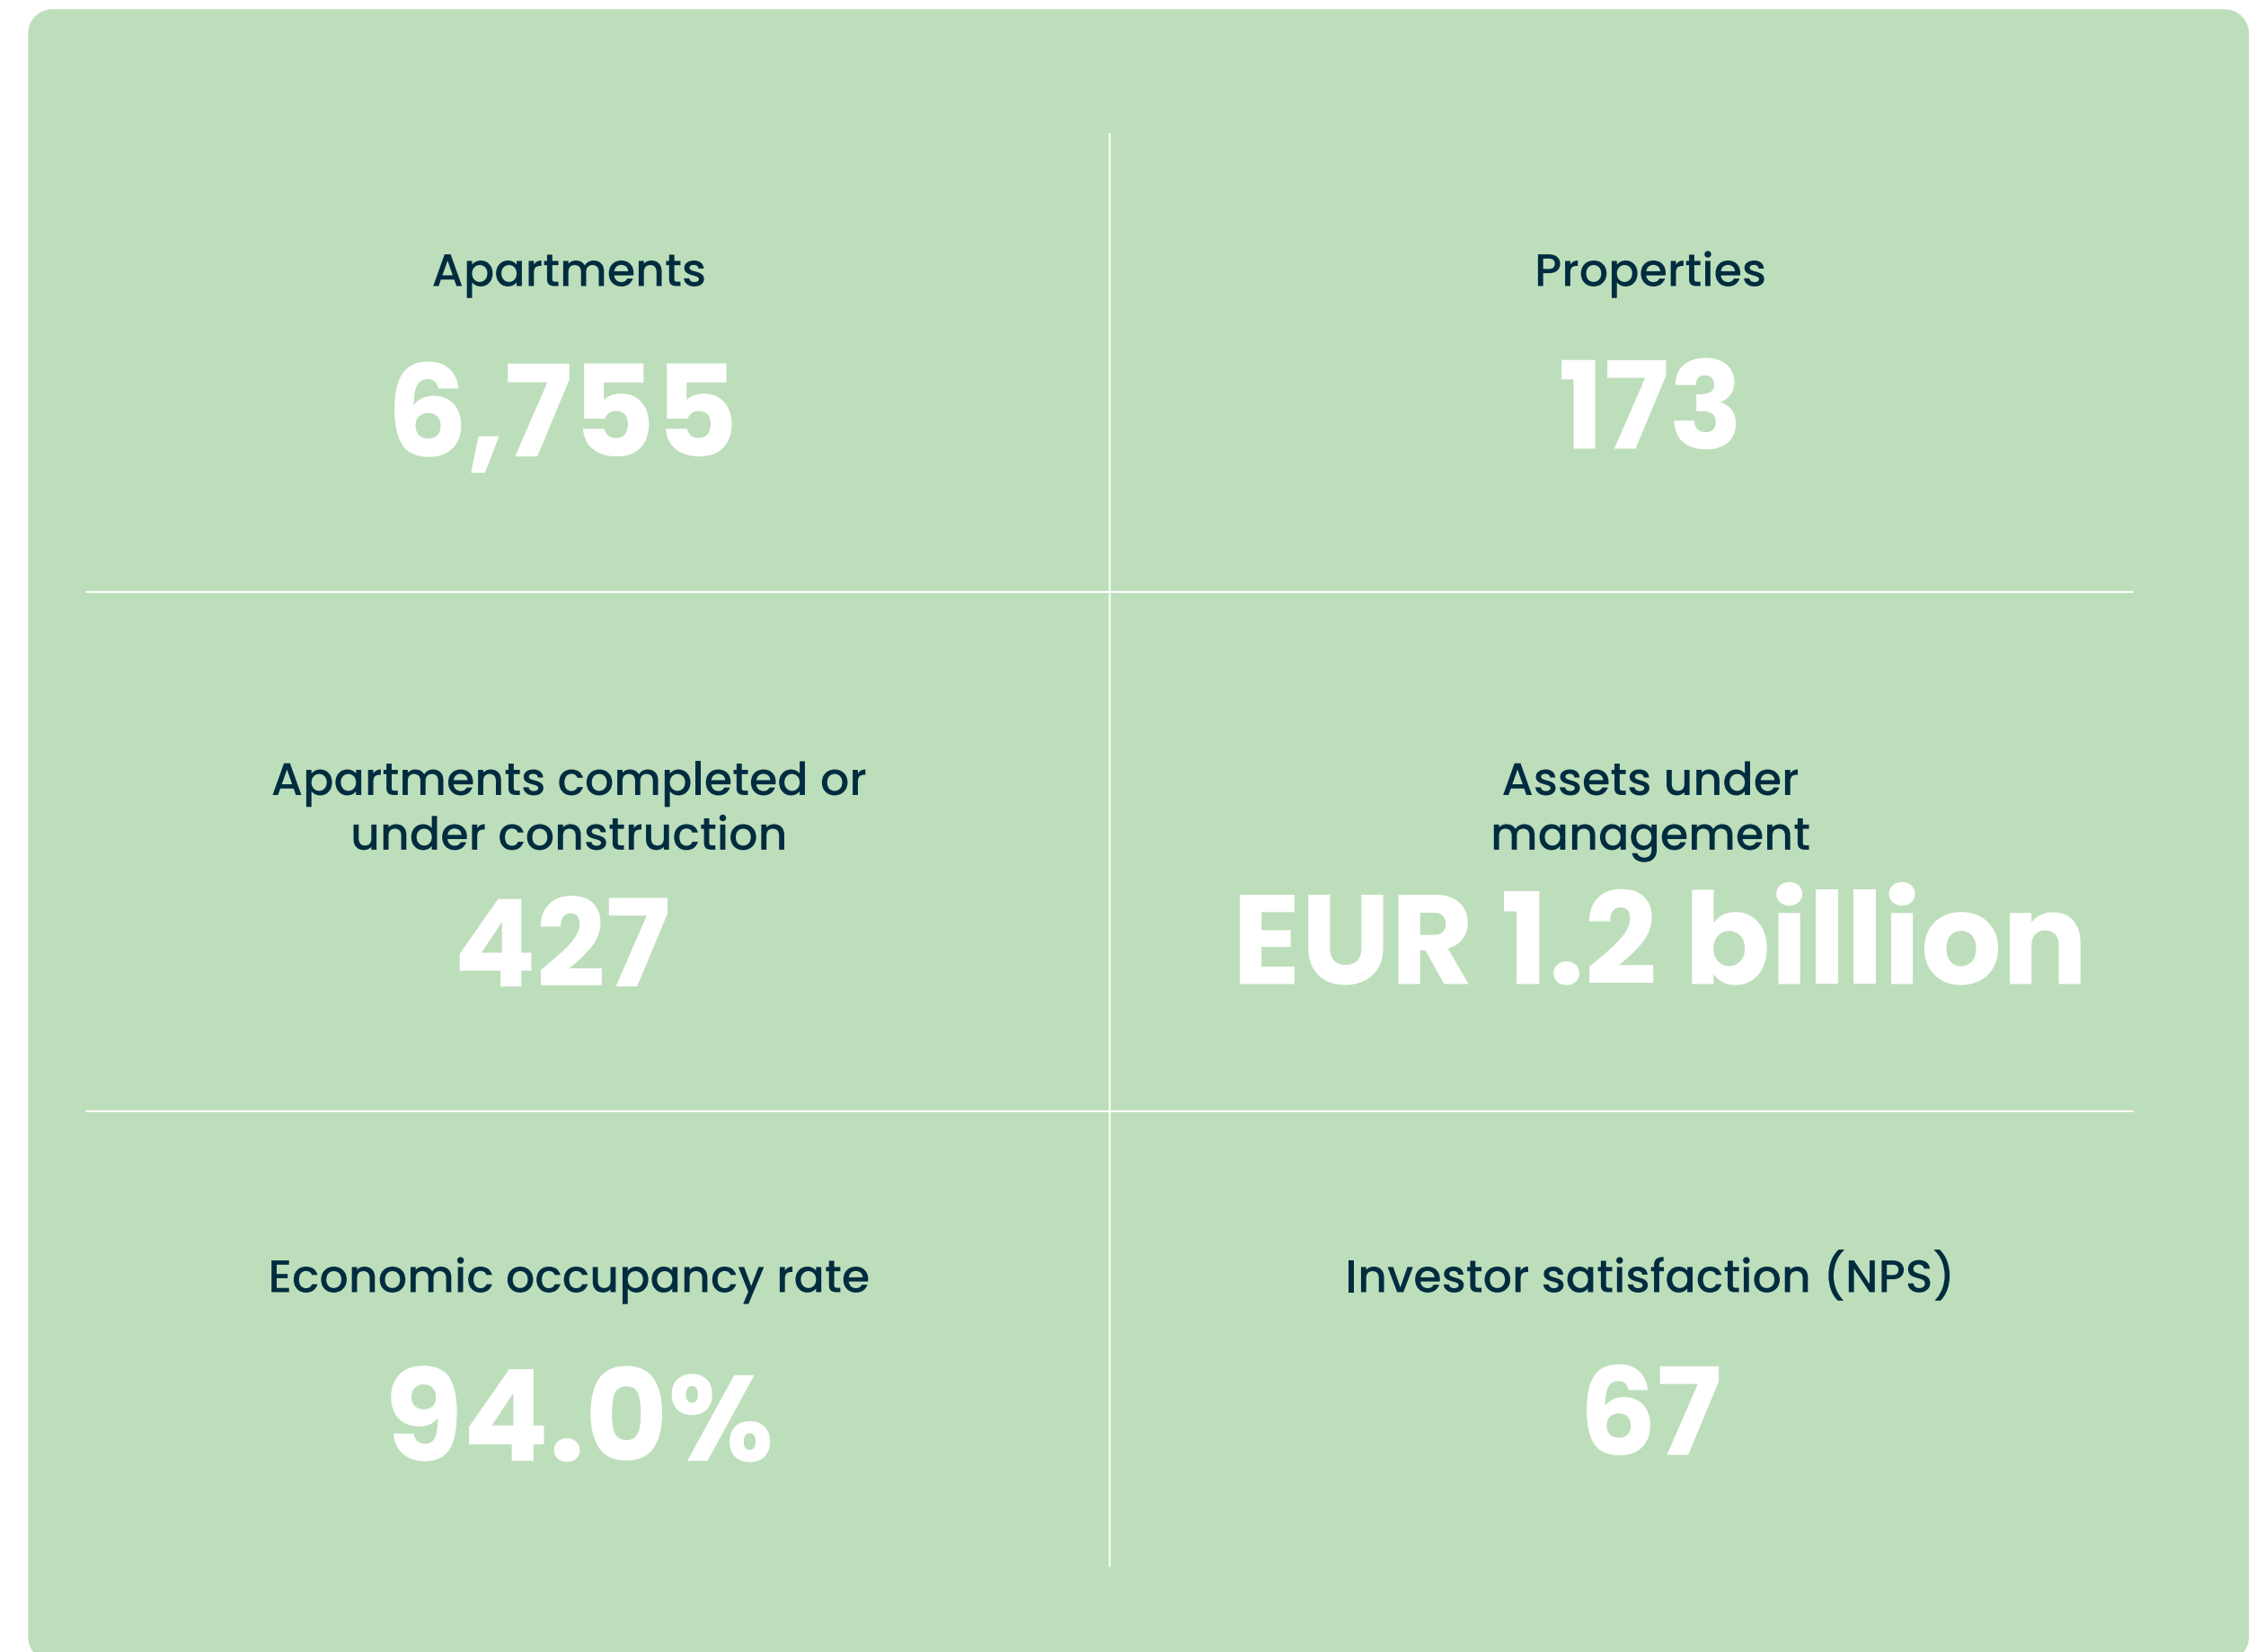 Apartments
6,755
Properties
173
Apartments completed or
under construction
427
Assets under
management
EUR 1.2 billion
Economic occupancy rate
94.0%
Investor satisfaction (NPS)
67